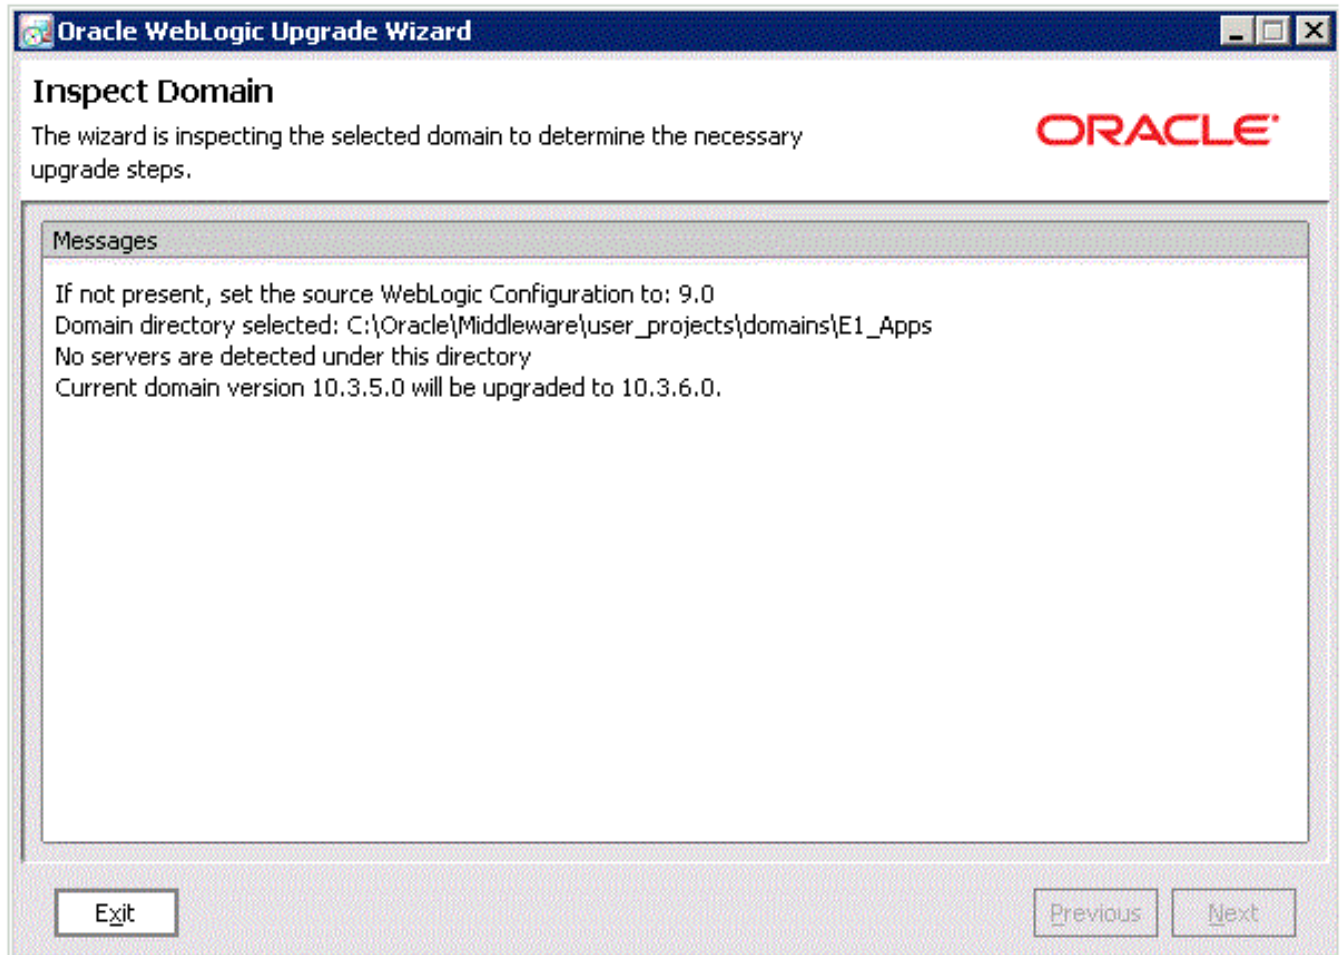 Oracle WebLogic Upgrade Wizard
Inspect Domain
The wizard is inspecting the selected domain to determine the necessary
upgrade steps.
ORACLE
Messages
If not present, set the source WebLogic Configuration to: 9.0
Domain directory selected: C:\Oracle\Middleware\user_projects\domains\E1_Apps
No servers are detected under this directory
Current domain version 10.3.5.0 will be upgraded to 10.3.6.0.
Exit
Previous
Next